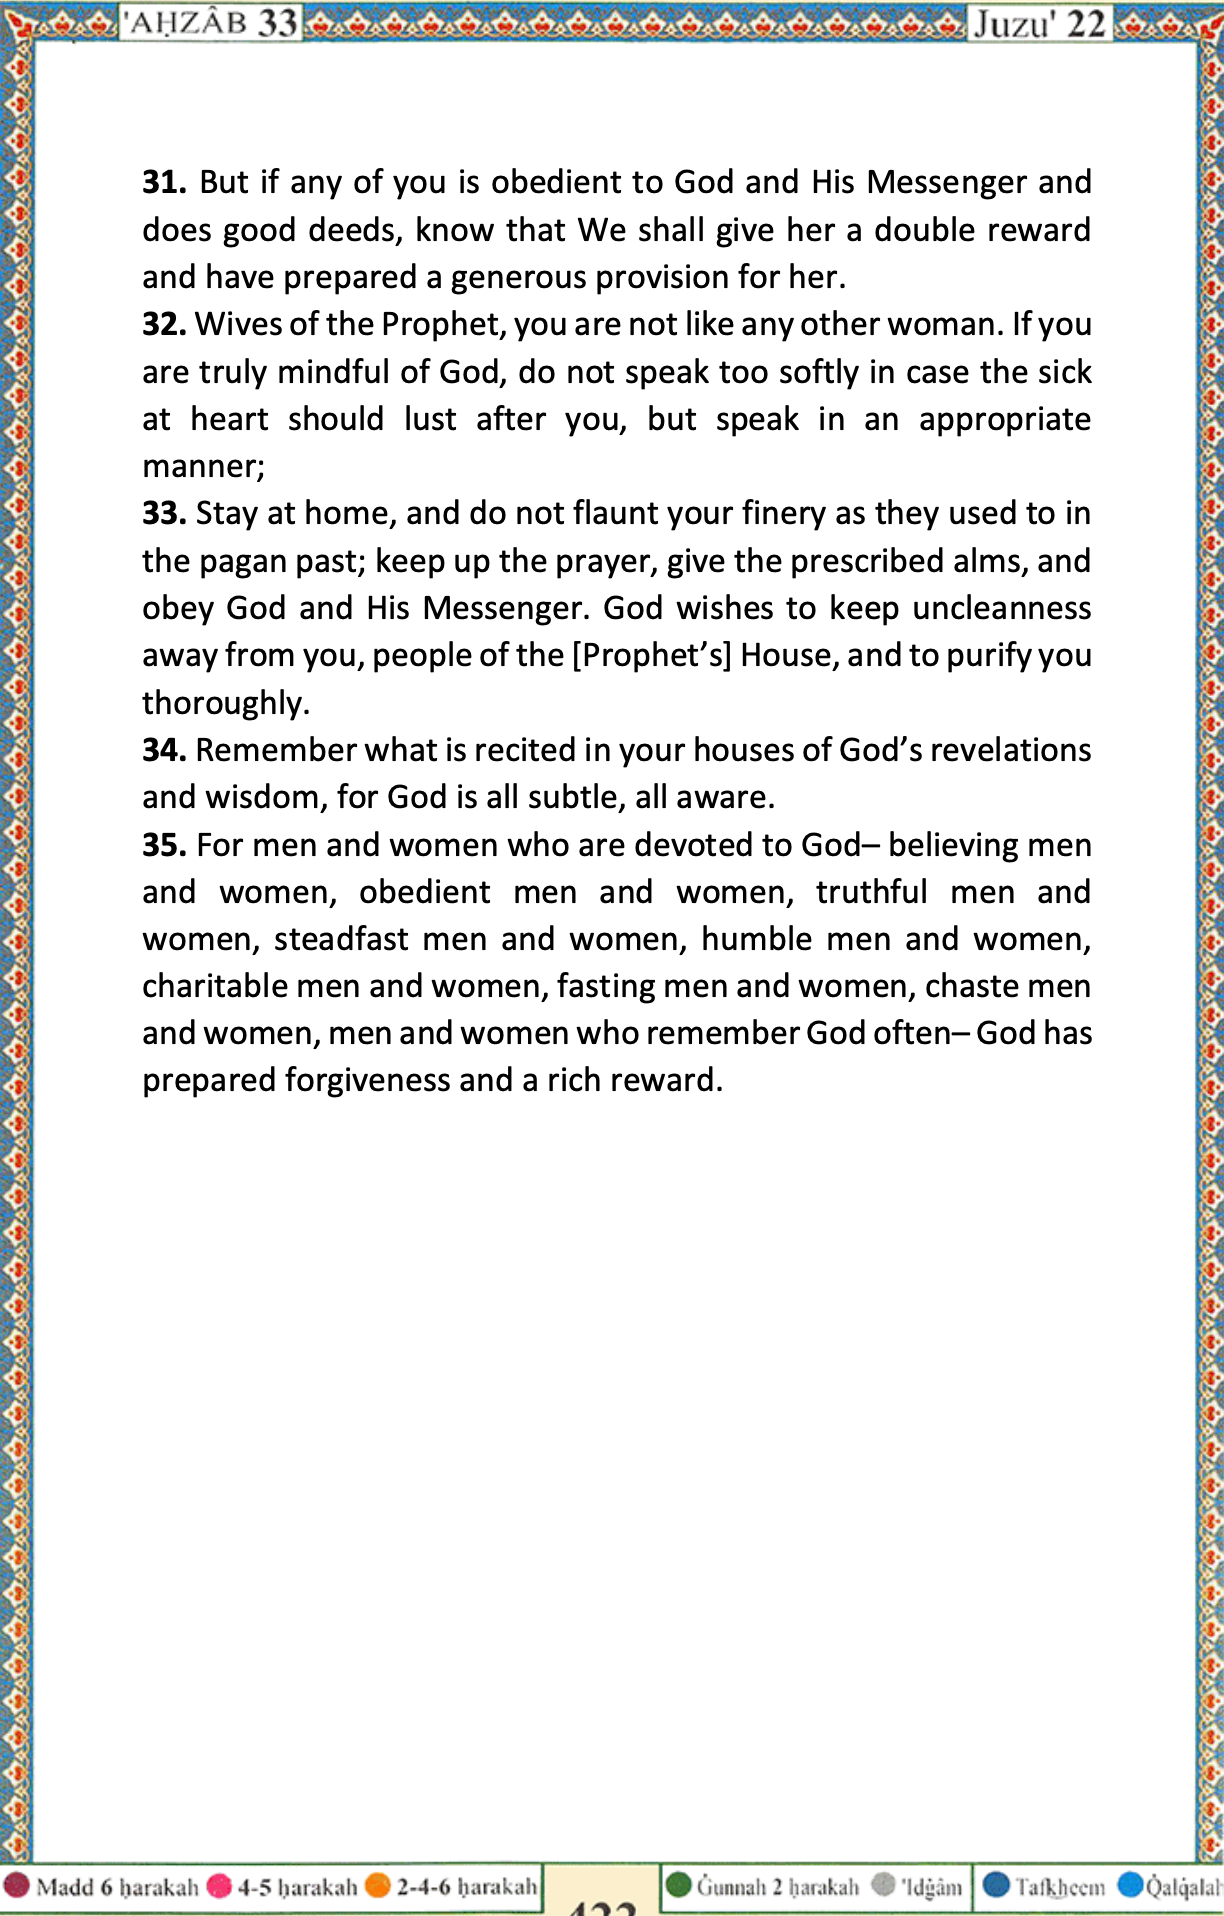 'AḤZÂB 33
Juzu' 22
31. But if any of you is obedient to God and His Messenger and
does good deeds, know that We shall give her a double reward
and have prepared a generous provision for her.
32. Wives of the Prophet, you are not like any other woman. If you
are truly mindful of God, do not speak too softly in case the sick
at heart should lust after you, but speak in an appropriate
manner;
33. Stay at home, and do not flaunt your finery as they used to in
the pagan past; keep up the prayer, give the prescribed alms, and
obey God and His Messenger. God wishes to keep uncleanness
away from you, people of the [Prophet’s] House, and to purify you
thoroughly.
34. Remember what is recited in your houses of God’s revelations
and wisdom, for God is all subtle, all aware.
35. For men and women who are devoted to God– believing men
and women, obedient men and women, truthful men and
women, steadfast men and women, humble men and women,
charitable men and women, fasting men and women, chaste men
and women, men and women who remember God often– God has
prepared forgiveness and a rich reward.
Madd 6 ḥarakah 4-5 ḥarakah 2-4-6 ḥarakah
Ġunnah 2 ḥarakah 'Idġâm Tafkheem